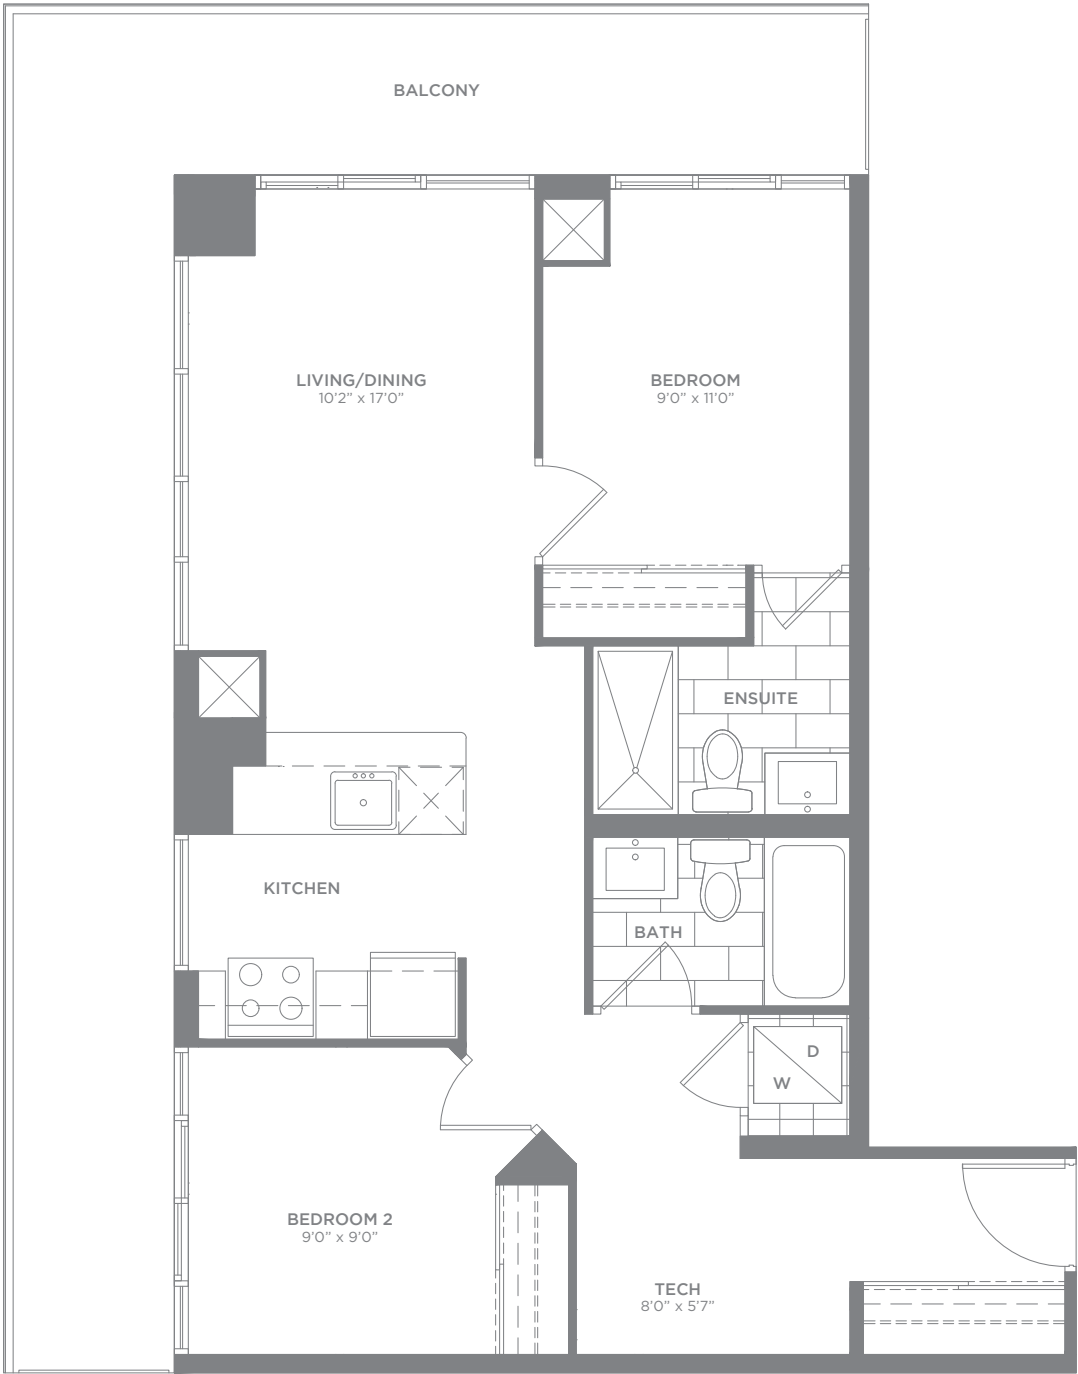 BALCONY
LIVING/DINING
10’2” x 17’0”
BEDROOM
9’0” x 11’0”
ENSUITE
KITCHEN
BATH
D
W
BEDROOM 2
9’0” x 9’0”
TECH
8’0” x 5’7”